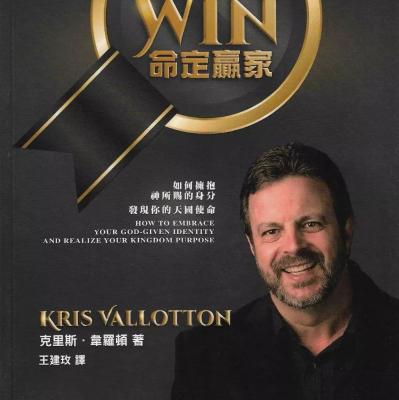 WIN
命定贏家
如何擁抱
神所賜的身分
發現你的天國使命
HOW TO EMBRACE
YOUR GOD-GIVEN IDENTITY
AND REALIZE YOUR KINGDOM PURPOSE
KRIS VALLOTTON
克里斯・韋羅頓 著
王建玫 譯